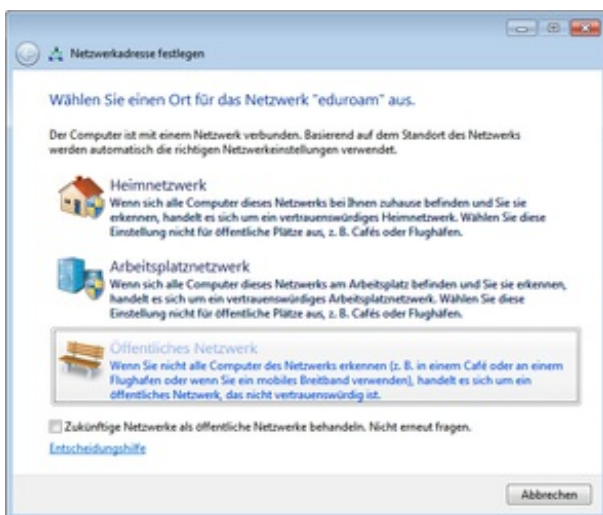 Netzwerkadresse festlegen
Wählen Sie einen Ort für das Netzwerk "eduroam" aus.
Der Computer ist mit einem Netzwerk verbunden. Basierend auf dem Standort des Netzwerks
werden automatisch die richtigen Netzwerkeinstellungen verwendet.
Heimnetzwerk
Wenn sich alle Computer dieses Netzwerks bei Ihnen zuhause befinden und Sie sie
erkennen, handelt es sich um ein vertrauenswürdiges Heimnetzwerk. Wählen Sie diese
Einstellung nicht für öffentliche Plätze aus, z. B. Cafés oder Flughäfen.
Arbeitsplatznetzwerk
Wenn sich alle Computer dieses Netzwerks am Arbeitsplatz befinden und Sie sie erkennen,
handelt es sich um ein vertrauenswürdiges Arbeitsplatznetzwerk. Wählen Sie diese
Einstellung nicht für öffentliche Plätze aus, z. B. Cafés oder Flughäfen.
Öffentliches Netzwerk
Wenn Sie nicht alle Computer des Netzwerks erkennen (z. B. in einem Café oder an einem
Flughafen oder wenn Sie ein mobiles Breitband verwenden), handelt es sich um ein
öffentliches Netzwerk, das nicht vertrauenswürdig ist.
Zukünftige Netzwerke als öffentliche Netzwerke behandeln. Nicht erneut fragen.
Entscheidungshilfe
Abbrechen